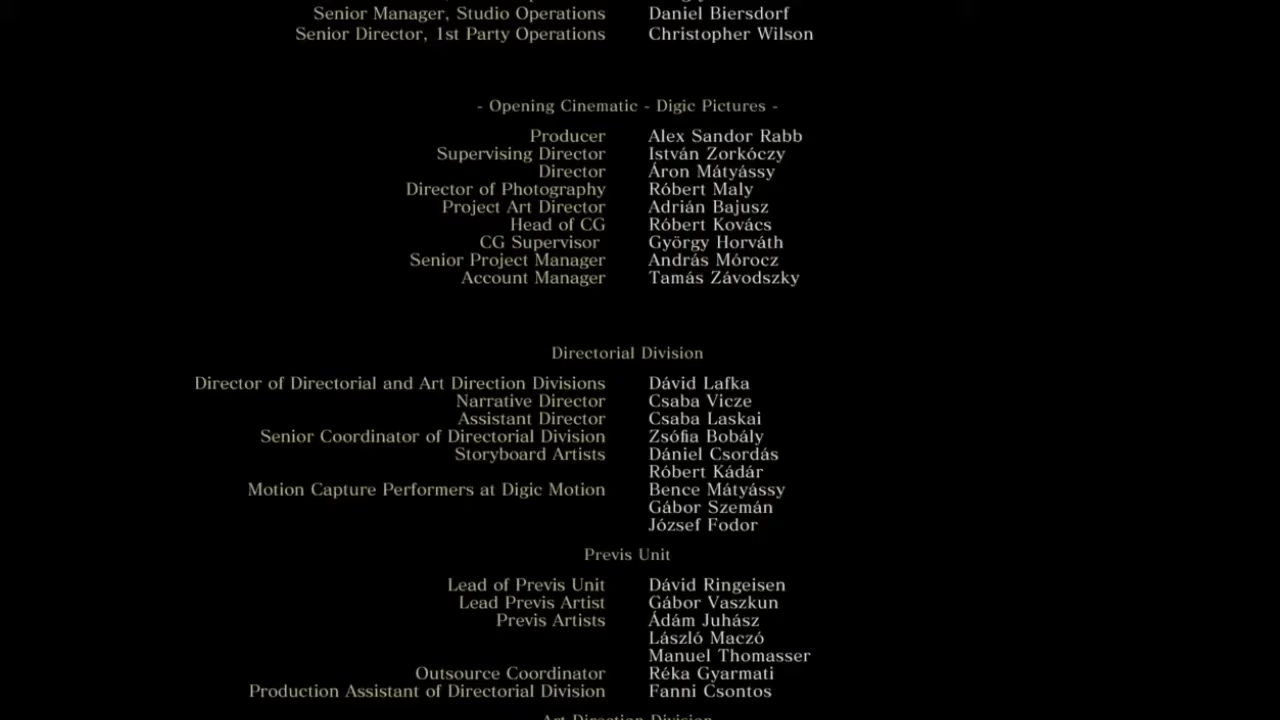 Senior Manager, Studio Operations Daniel Biersdorf
Senior Director, 1st Party Operations Christopher Wilson
- Opening Cinematic - Digic Pictures -
Producer Alex Sandor Rabb
Supervising Director István Zorkóczy
Director Áron Mátyássy
Director of Photography Róbert Maly
Project Art Director Adrián Bajusz
Head of CG Róbert Kovács
CG Supervisor György Horváth
Senior Project Manager András Mórocz
Account Manager Tamás Závodszky
Directorial Division
Director of Directorial and Art Direction Divisions Dávid Lafka
Narrative Director Csaba Vicze
Assistant Director Csaba Laskai
Senior Coordinator of Directorial Division Zsófia Bobály
Storyboard Artists Dániel Csordás
Róbert Kádár
Motion Capture Performers at Digic Motion Bence Mátyássy
Gábor Szemán
József Fodor
Previs Unit
Lead of Previs Unit Dávid Ringeisen
Lead Previs Artist Gábor Vaszkun
Previs Artists Ádám Juhász
László Maczó
Manuel Thomasser
Outsource Coordinator Réka Gyarmati
Production Assistant of Directorial Division Fanni Csontos
Art Direction Division